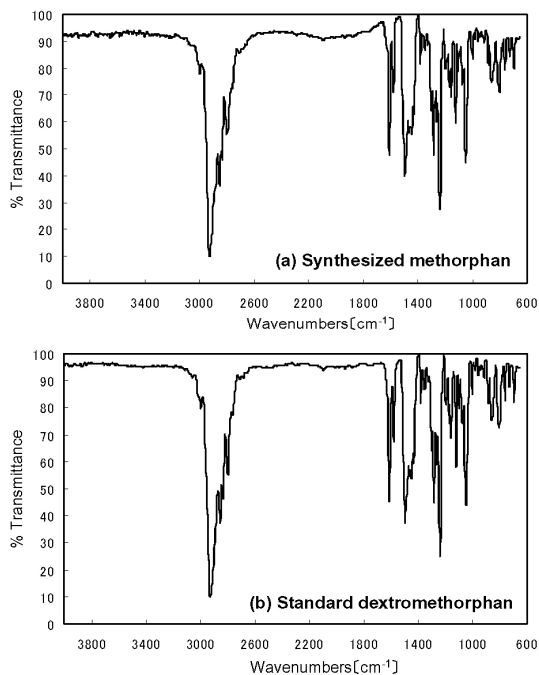 100
90
80
70
60
50
40
30
20
10
0
% Transmittance
(a) Synthesized methorphan
3800 3400 3000 2600 2200 1800 1400 1000 600
Wavenumbers[cm-1]
100
90
80
70
60
50
40
30
20
10
0
% Transmittance
(b) Standard dextromethorphan
3800 3400 3000 2600 2200 1800 1400 1000 600
Wavenumbers[cm-1]